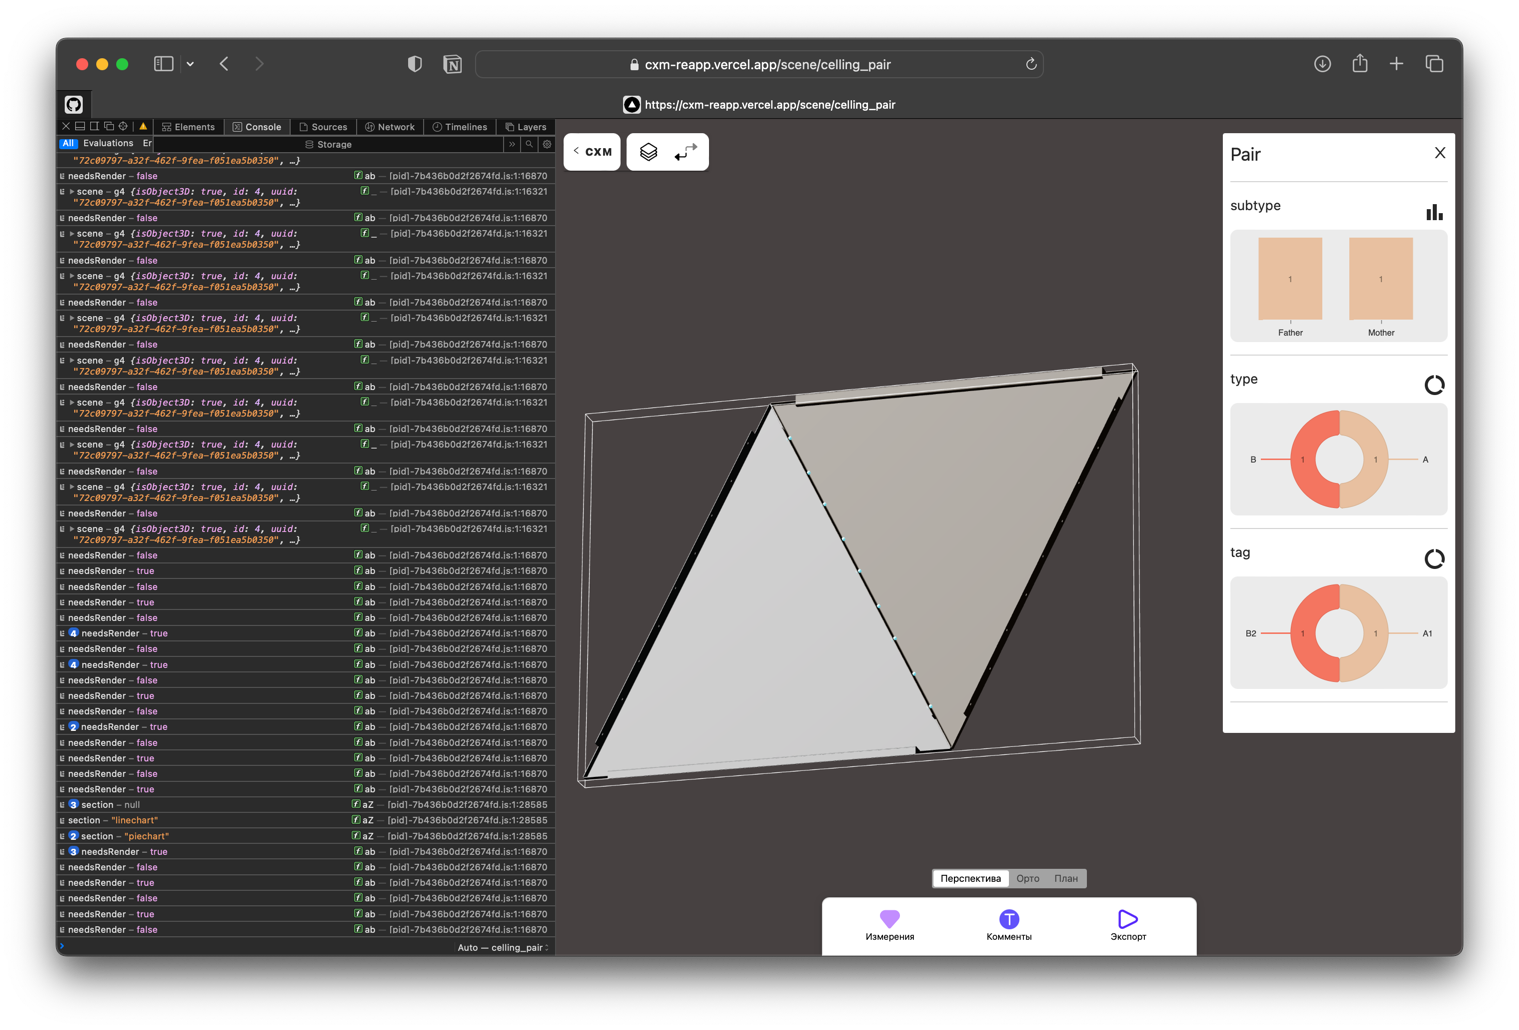 cxm-reapp.vercel.app/scene/celling_pair
https://cxm-reapp.vercel.app/scene/celling_pair
Elements
Console
Sources
Network
Timelines
Layers
All
Evaluations
Er
Storage
"72c09797-a32f-462f-9fea-f051ea5b0350", …}
needsRender – false
ab — [pid]-7b436b0d2f2674fd.js:1:16870
scene – g4 {isObject3D: true, id: 4, uuid:
_ — [pid]-7b436b0d2f2674fd.js:1:16321
"72c09797-a32f-462f-9fea-f051ea5b0350", …}
needsRender – false
ab — [pid]-7b436b0d2f2674fd.js:1:16870
scene – g4 {isObject3D: true, id: 4, uuid:
_ — [pid]-7b436b0d2f2674fd.js:1:16321
"72c09797-a32f-462f-9fea-f051ea5b0350", …}
needsRender – false
ab — [pid]-7b436b0d2f2674fd.js:1:16870
scene – g4 {isObject3D: true, id: 4, uuid:
_ — [pid]-7b436b0d2f2674fd.js:1:16321
"72c09797-a32f-462f-9fea-f051ea5b0350", …}
needsRender – false
ab — [pid]-7b436b0d2f2674fd.js:1:16870
scene – g4 {isObject3D: true, id: 4, uuid:
_ — [pid]-7b436b0d2f2674fd.js:1:16321
"72c09797-a32f-462f-9fea-f051ea5b0350", …}
needsRender – false
ab — [pid]-7b436b0d2f2674fd.js:1:16870
scene – g4 {isObject3D: true, id: 4, uuid:
_ — [pid]-7b436b0d2f2674fd.js:1:16321
"72c09797-a32f-462f-9fea-f051ea5b0350", …}
needsRender – false
ab — [pid]-7b436b0d2f2674fd.js:1:16870
scene – g4 {isObject3D: true, id: 4, uuid:
_ — [pid]-7b436b0d2f2674fd.js:1:16321
"72c09797-a32f-462f-9fea-f051ea5b0350", …}
needsRender – false
ab — [pid]-7b436b0d2f2674fd.js:1:16870
scene – g4 {isObject3D: true, id: 4, uuid:
_ — [pid]-7b436b0d2f2674fd.js:1:16321
"72c09797-a32f-462f-9fea-f051ea5b0350", …}
needsRender – false
ab — [pid]-7b436b0d2f2674fd.js:1:16870
scene – g4 {isObject3D: true, id: 4, uuid:
_ — [pid]-7b436b0d2f2674fd.js:1:16321
"72c09797-a32f-462f-9fea-f051ea5b0350", …}
needsRender – false
ab — [pid]-7b436b0d2f2674fd.js:1:16870
scene – g4 {isObject3D: true, id: 4, uuid:
_ — [pid]-7b436b0d2f2674fd.js:1:16321
"72c09797-a32f-462f-9fea-f051ea5b0350", …}
needsRender – false
ab — [pid]-7b436b0d2f2674fd.js:1:16870
needsRender – true
ab — [pid]-7b436b0d2f2674fd.js:1:16870
needsRender – false
ab — [pid]-7b436b0d2f2674fd.js:1:16870
needsRender – true
ab — [pid]-7b436b0d2f2674fd.js:1:16870
needsRender – false
ab — [pid]-7b436b0d2f2674fd.js:1:16870
4 needsRender – true
ab — [pid]-7b436b0d2f2674fd.js:1:16870
needsRender – false
ab — [pid]-7b436b0d2f2674fd.js:1:16870
4 needsRender – true
ab — [pid]-7b436b0d2f2674fd.js:1:16870
needsRender – false
ab — [pid]-7b436b0d2f2674fd.js:1:16870
needsRender – true
ab — [pid]-7b436b0d2f2674fd.js:1:16870
needsRender – false
ab — [pid]-7b436b0d2f2674fd.js:1:16870
2 needsRender – true
ab — [pid]-7b436b0d2f2674fd.js:1:16870
needsRender – false
ab — [pid]-7b436b0d2f2674fd.js:1:16870
needsRender – true
ab — [pid]-7b436b0d2f2674fd.js:1:16870
needsRender – false
ab — [pid]-7b436b0d2f2674fd.js:1:16870
needsRender – true
ab — [pid]-7b436b0d2f2674fd.js:1:16870
3 section – null
aZ — [pid]-7b436b0d2f2674fd.js:1:28585
section – "linechart"
aZ — [pid]-7b436b0d2f2674fd.js:1:28585
2 section – "piechart"
aZ — [pid]-7b436b0d2f2674fd.js:1:28585
3 needsRender – true
ab — [pid]-7b436b0d2f2674fd.js:1:16870
needsRender – false
ab — [pid]-7b436b0d2f2674fd.js:1:16870
needsRender – true
ab — [pid]-7b436b0d2f2674fd.js:1:16870
needsRender – false
ab — [pid]-7b436b0d2f2674fd.js:1:16870
needsRender – true
ab — [pid]-7b436b0d2f2674fd.js:1:16870
needsRender – false
ab — [pid]-7b436b0d2f2674fd.js:1:16870
Auto — celling_pair
< CXM
Перспектива
Орто
План
Измерения
T
Комменты
Экспорт
Pair
subtype
1
1
Father
Mother
type
B
1
1
A
tag
B2
1
1
A1